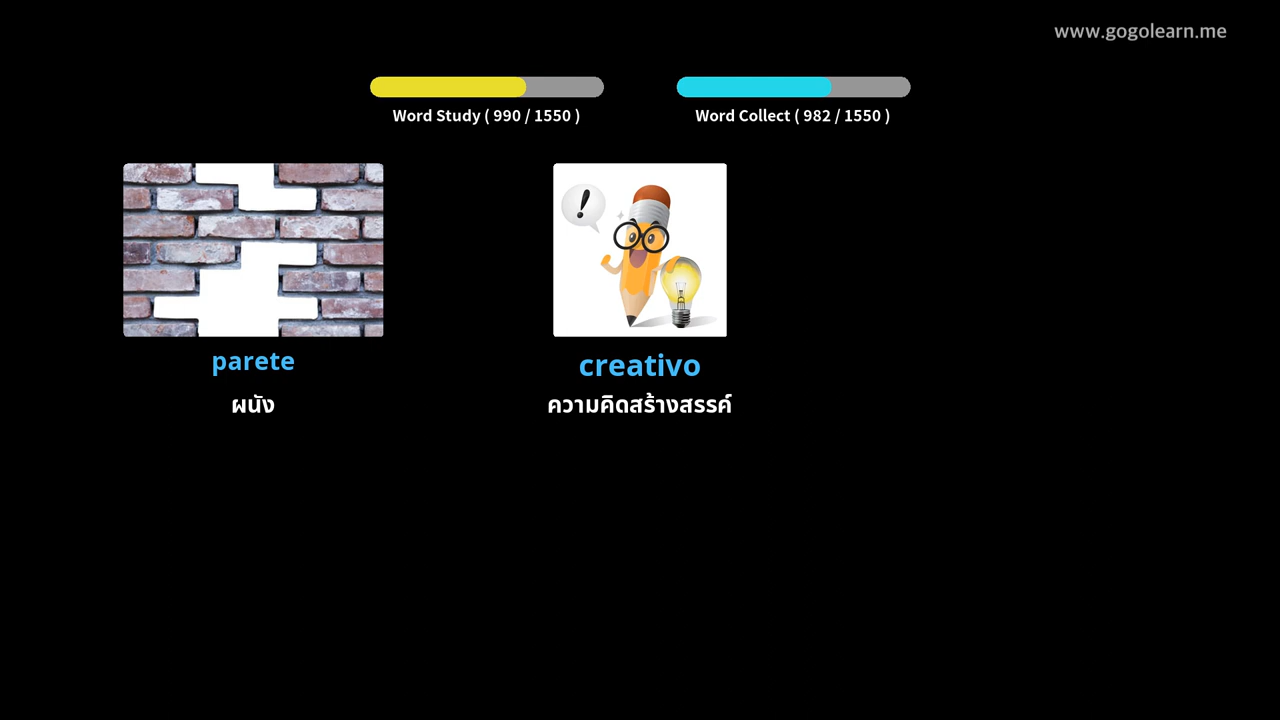 www.gogolearn.me
Word Study ( 990 / 1550 )
Word Collect ( 982 / 1550 )
!
parete
creativo
ผนัง
ความคิดสร้างสรรค์